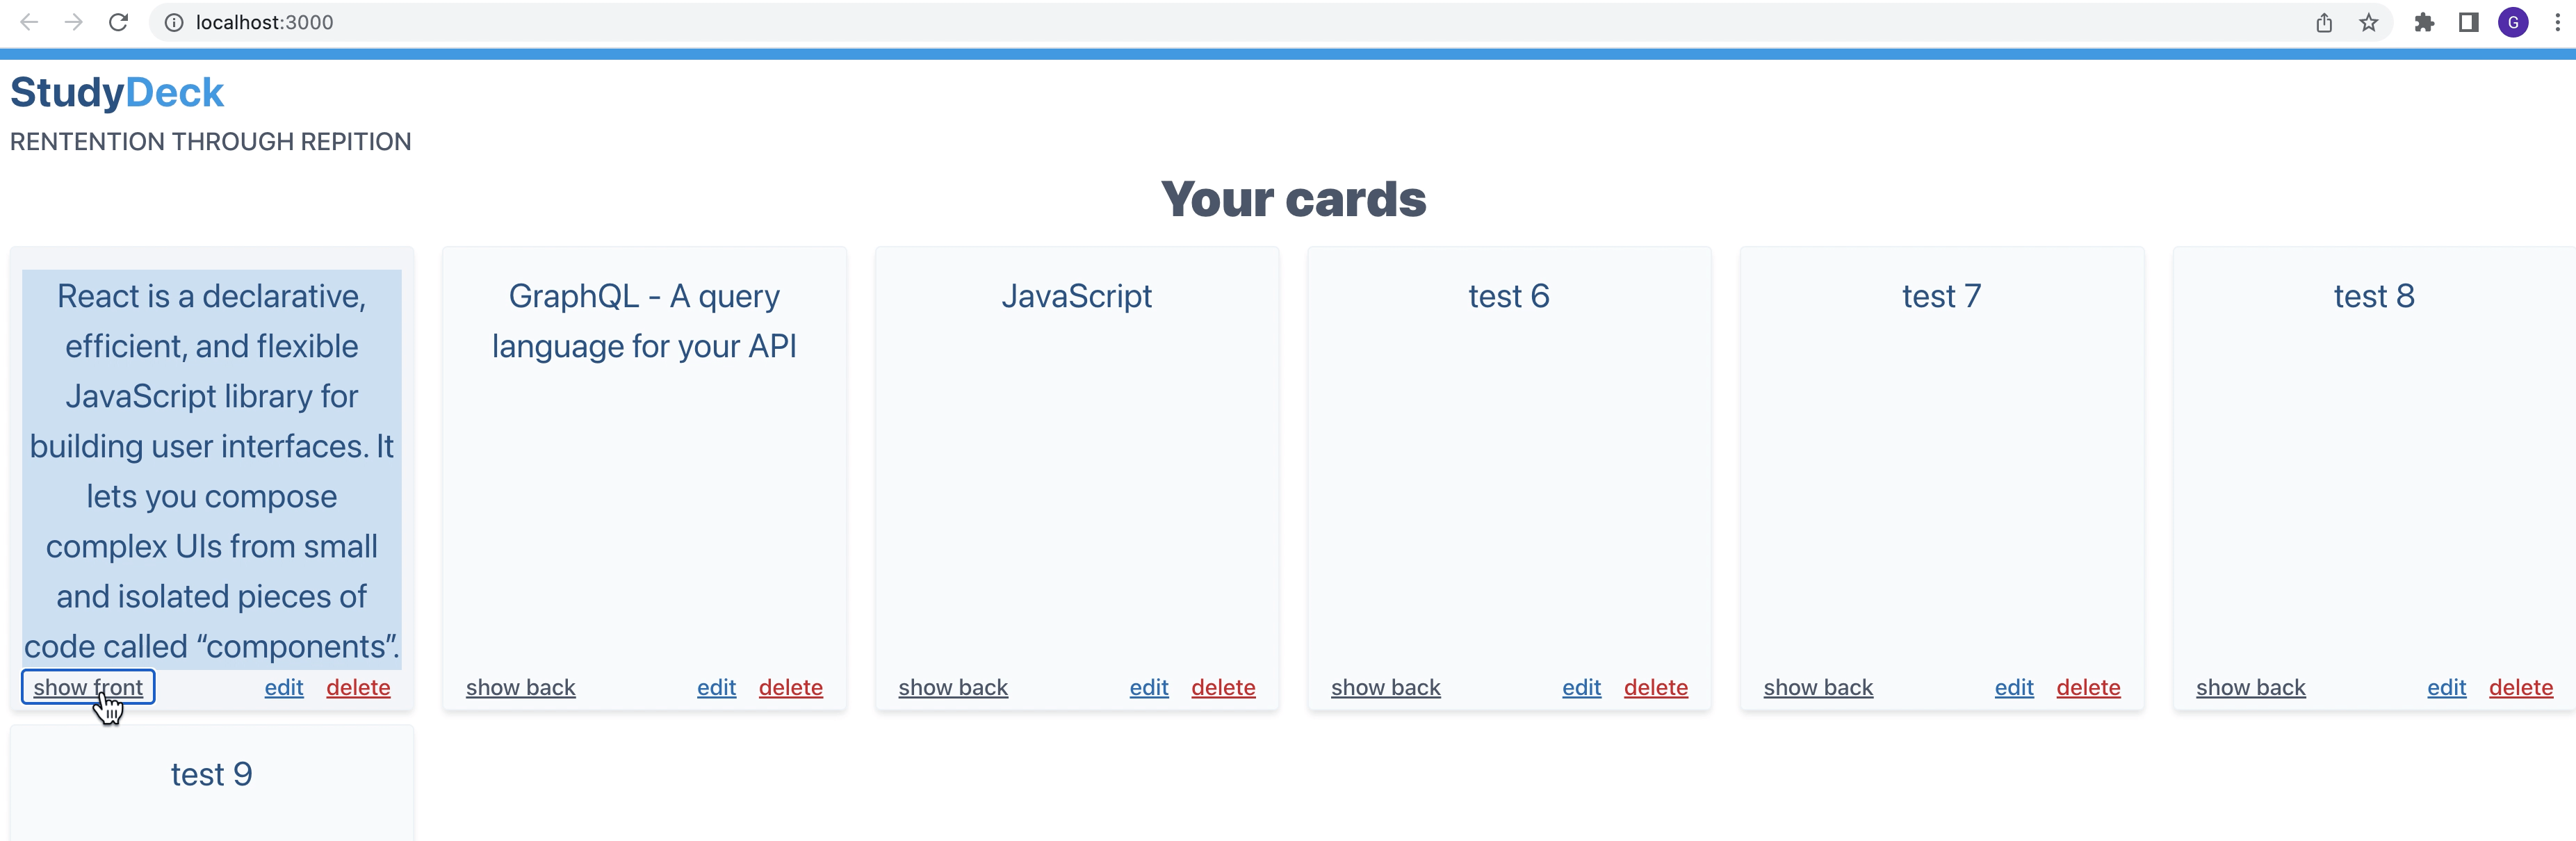 localhost:3000
G
StudyDeck
RENTENTION THROUGH REPITION
Your cards
React is a declarative,
efficient, and flexible
JavaScript library for
building user interfaces. It
lets you compose
complex UIs from small
and isolated pieces of
code called “components”.
show front edit delete
GraphQL - A query
language for your API
show back edit delete
JavaScript
show back edit delete
test 6
show back edit delete
test 7
show back edit delete
test 8
show back edit delete
test 9